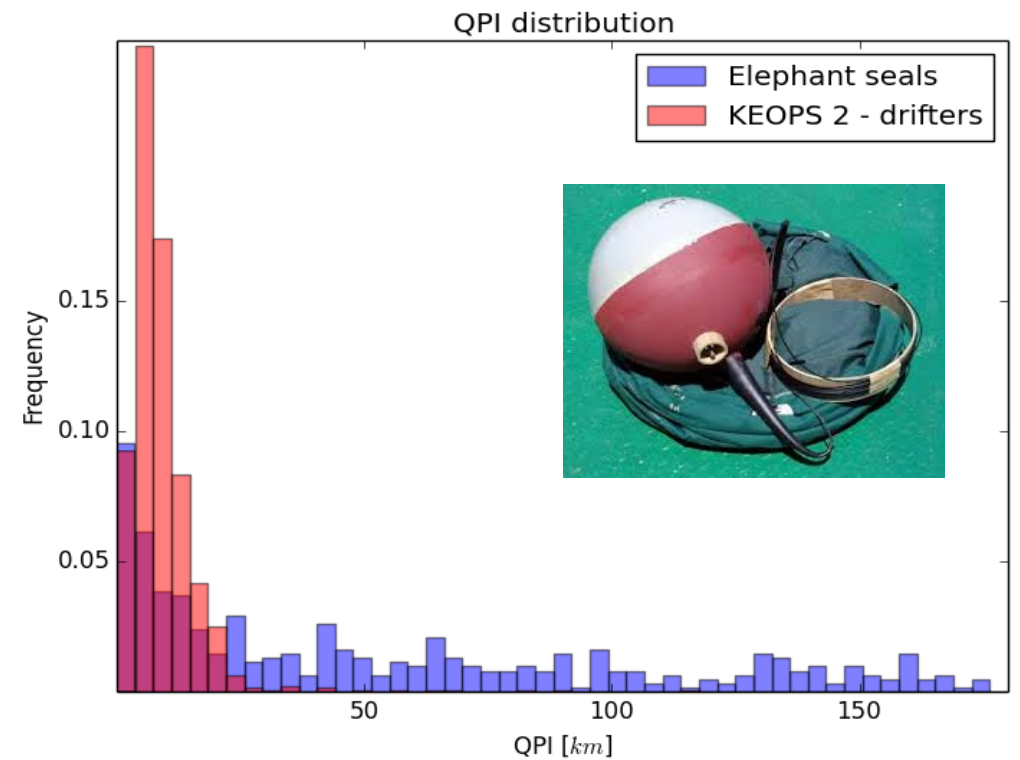 QPI distribution
Elephant seals
KEOPS 2 - drifters
Frequency
0.15
0.10
0.05
50
100
150
QPI [km]